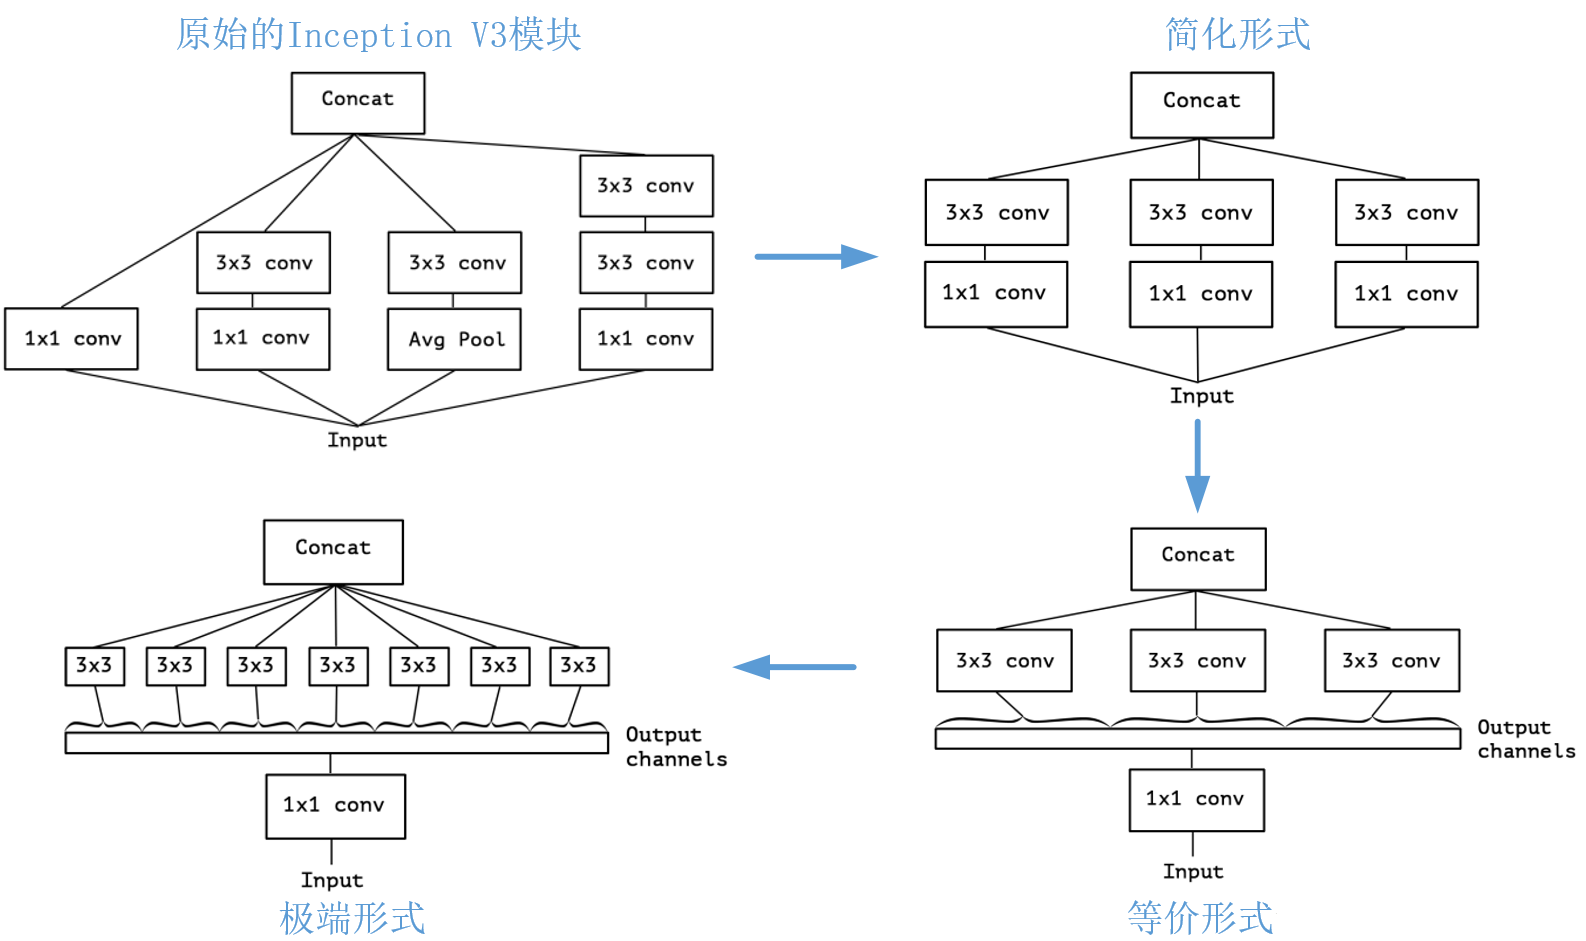 原始的Inception V3模块
Concat
3x3 conv
3x3 conv
3x3 conv
3x3 conv
1x1 conv
1x1 conv
Avg Pool
1x1 conv
Input
简化形式
Concat
3x3 conv
3x3 conv
3x3 conv
1x1 conv
1x1 conv
1x1 conv
Input
Concat
3x3 conv
3x3 conv
3x3 conv
Output
channels
1x1 conv
Input
等价形式
Concat
3x3
3x3
3x3
3x3
3x3
3x3
3x3
Output
channels
1x1 conv
Input
极端形式